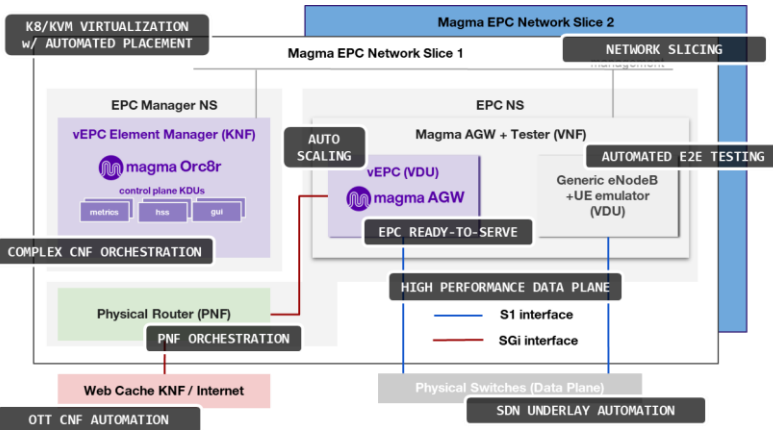 K8/KVM VIRTUALIZATION
w/ AUTOMATED PLACEMENT
Magma EPC Network Slice 2
Magma EPC Network Slice 1
NETWORK SLICING
management
EPC Manager NS
EPC NS
vEPC Element Manager (KNF)
magma Orc8r
control plane KDUs
metrics
hss
gui
AUTO
SCALING
Magma AGW + Tester (VNF)
AUTOMATED E2E TESTING
vEPC (VDU)
magma AGW
Generic eNodeB
+UE emulator
(VDU)
EPC READY-TO-SERVE
COMPLEX CNF ORCHESTRATION
HIGH PERFORMANCE DATA PLANE
Physical Router (PNF)
S1 interface
PNF ORCHESTRATION
SGi interface
Web Cache KNF / Internet
Physical Switches (Data Plane)
OTT CNF AUTOMATION
SDN UNDERLAY AUTOMATION